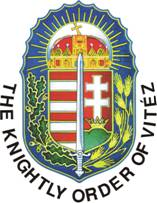 THE KNIGHTLY ORDER OF VITÉZ